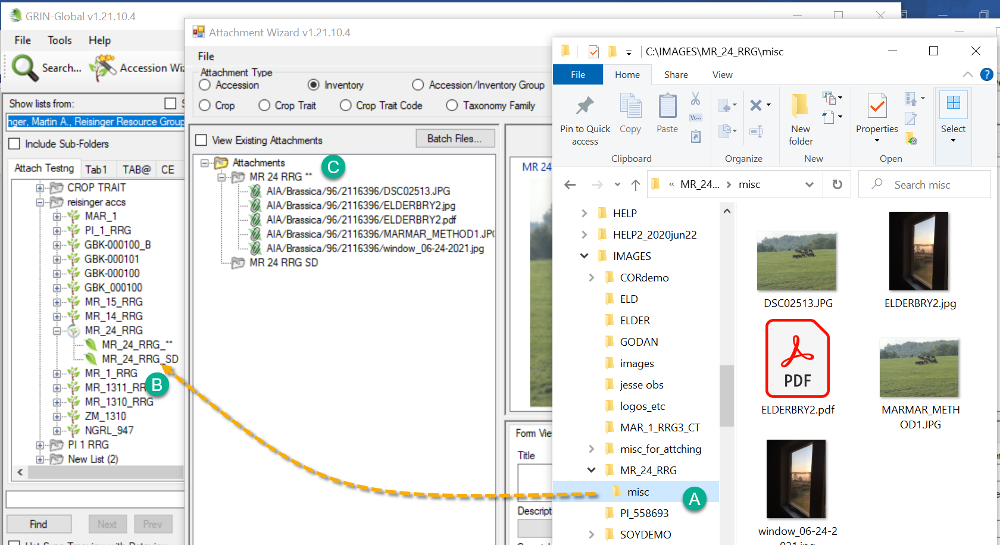 GRIN-Global v1.21.10.4
File Tools Help
Search... Accession Wiz
Show lists from:
nger, Martin A., Reisinger Resource Group
Include Sub-Folders
Attach Testng Tab1 TAB@ CE
CROP TRAIT
reisinger accs
MAR_1
PI_1_RRG
GBK-000100_B
GBK-000101
GBK-000100
GBK_000100
MR_15_RRG
MR_14_RRG
MR_24_RRG
MR_24_RRG_**
MR_24_RRG_SD
MR_1_RRG
MR_1311_RR
B
MR_1310_RRG
ZM_1310
NGRL_947
PI 1 RRG
New List (2)
Find Next Prev
Hot Sync Treeview with Dataview
Attachment Wizard v1.21.10.4
File
Attachment Type
Accession Inventory Accession/Inventory Group
Crop Crop Trait Crop Trait Code Taxonomy Family
View Existing Attachments Batch Files...
Attachments
C
MR 24 RRG **
AIA/Brassica/96/2116396/DSC02513.JPG
AIA/Brassica/96/2116396/ELDERBRY2.jpg
AIA/Brassica/96/2116396/ELDERBRY2.pdf
AIA/Brassica/96/2116396/MARMAR_METHOD1.JPG
AIA/Brassica/96/2116396/window_06-24-2021.jpg
MR 24 RRG SD
MR 24
Form Vie
Title
Descript
C:\IMAGES\MR_24_RRG\misc
File Home Share View
?
Pin to Quick access
Copy
Paste
New folder
Properties
Select
Clipboard Organize New Open
« MR_24... > misc
Search misc
HELP
HELP2_2020jun22
IMAGES
CORdemo
ELD
ELDER
GODAN
images
jesse obs
logos_etc
MAR_1_RRG3_CT
misc_for_attching
MR_24_RRG
misc
A
PI_558693
SOYDEMO
DSC02513.JPG
ELDERBRY2.jpg
PDF
ELDERBRY2.pdf
MARMAR_METH
OD1.JPG
window_06-24-2
021.jpg